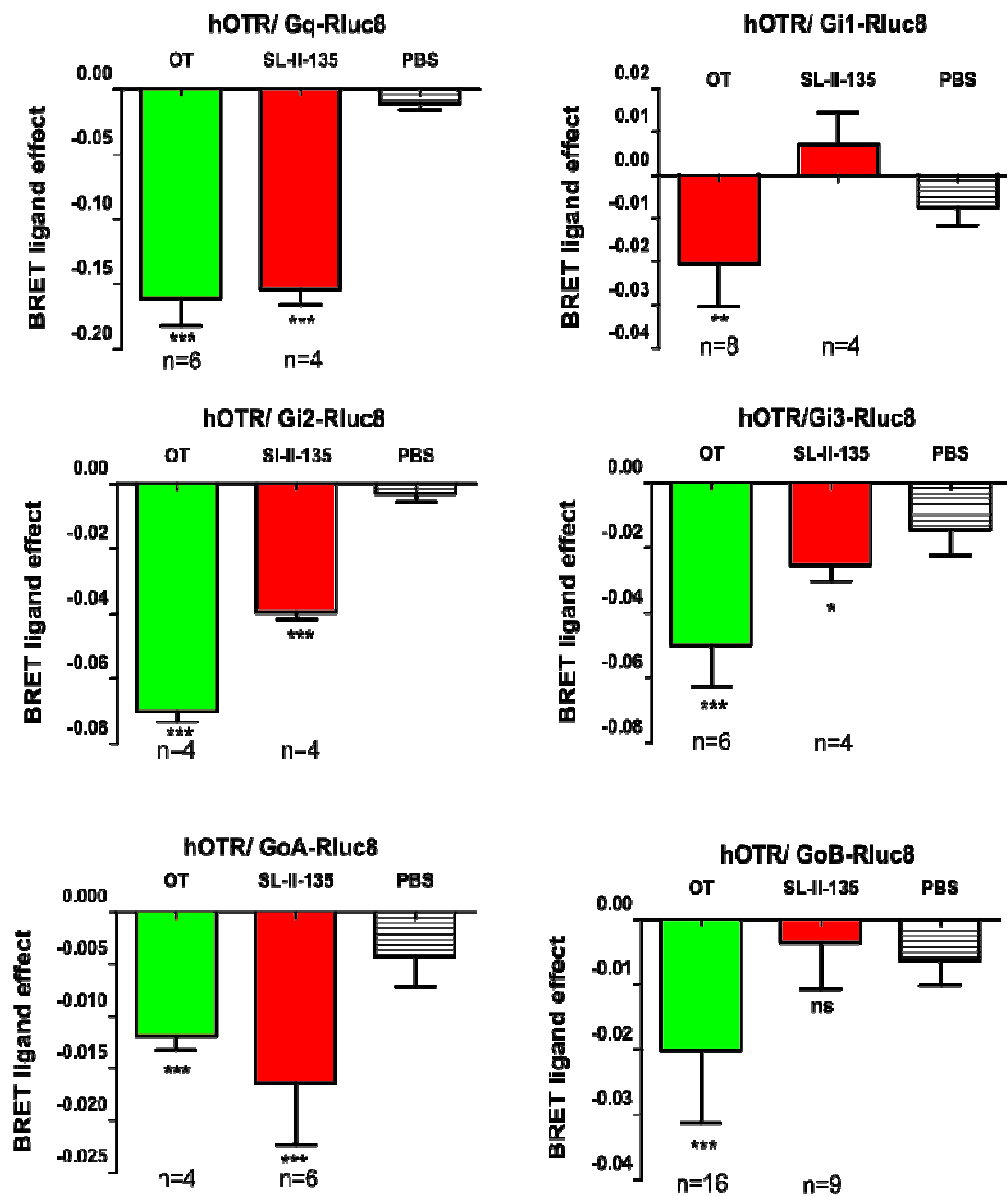 hOTR/ Gq-Rluc8
OT SL-II-135 PBS
0.00
-0.05
-0.10
-0.15
-0.20
BRET ligand effect
*** ***
n=6 n=4
hOTR/ Gi1-Rluc8
OT SL-II-135 PBS
0.02
0.01
0.00
-0.01
-0.02
-0.03
-0.04
BRET ligand effect
**
n=8 n=4
hOTR/ Gi2-Rluc8
OT Sl-II-135 PBS
0.00
-0.02
-0.04
-0.06
-0.08
BRET ligand effect
*** ***
n=4 n=4
hOTR/Gi3-Rluc8
OT SL-II-135 PBS
0.00
-0.02
-0.04
-0.06
-0.08
BRET ligand effect
*** *
n=6 n=4
hOTR/ GoA-Rluc8
OT SL-II-135 PBS
0.000
-0.005
-0.010
-0.015
-0.020
-0.025
BRET ligand effect
*** ***
n=4 n=6
hOTR/ GoB-Rluc8
OT SL-II-135 PBS
0.00
-0.01
-0.02
-0.03
-0.04
BRET ligand effect
*** ns
n=16 n=9